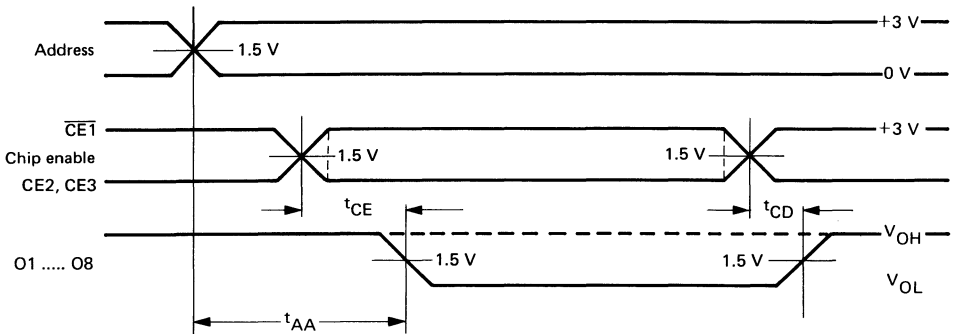 +3 V
Address
1.5 V
0 V
CE1
+3 V
Chip enable
1.5 V
1.5 V
CE2, CE3
tCE
tCD
VOH
O1 ..... O8
1.5 V
1.5 V
VOL
tAA